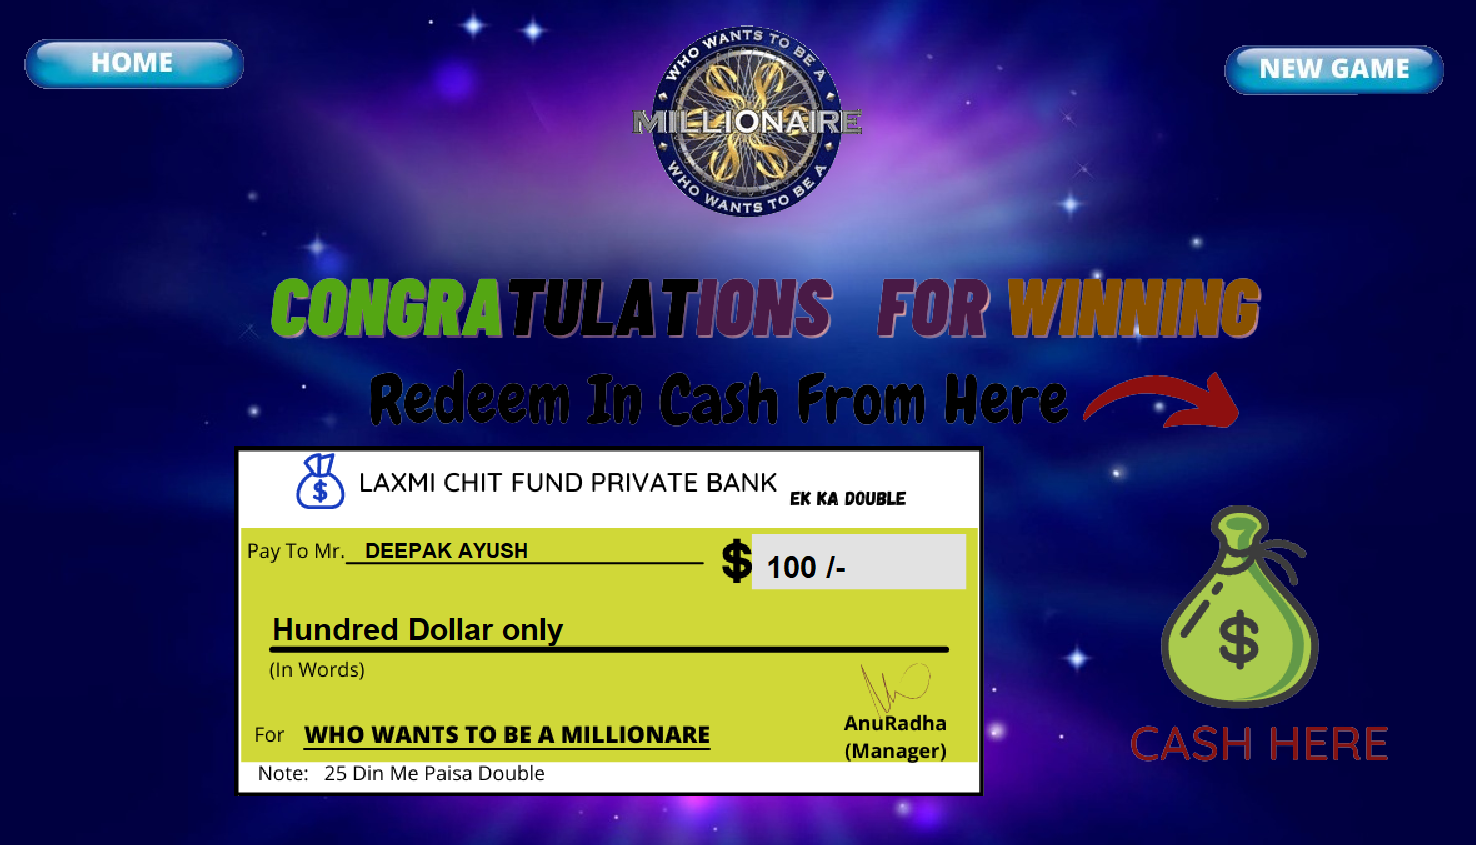 HOME
NEW GAME
WHO WANTS TO BE A
MILLIONAIRE
WHO WANTS TO BE A
CONGRATULATIONS FOR WINNING
Redeem In Cash From Here
$
LAXMI CHIT FUND PRIVATE BANK
EK KA DOUBLE
Pay To Mr. DEEPAK AYUSH
$ 100 /-
Hundred Dollar only
(In Words)
For WHO WANTS TO BE A MILLIONARE
AnuRadha
(Manager)
Note: 25 Din Me Paisa Double
$
CASH HERE